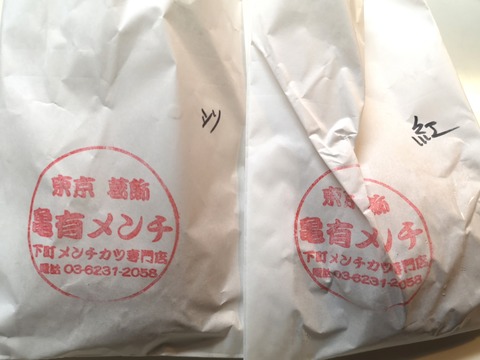 東京 葛飾
亀有メンチ
下町メンチカツ専門店
電話 03-6231-2058
紅
東京 飾
亀有メンチ
下町メンチカツ専門店
電話 03-6231-2058